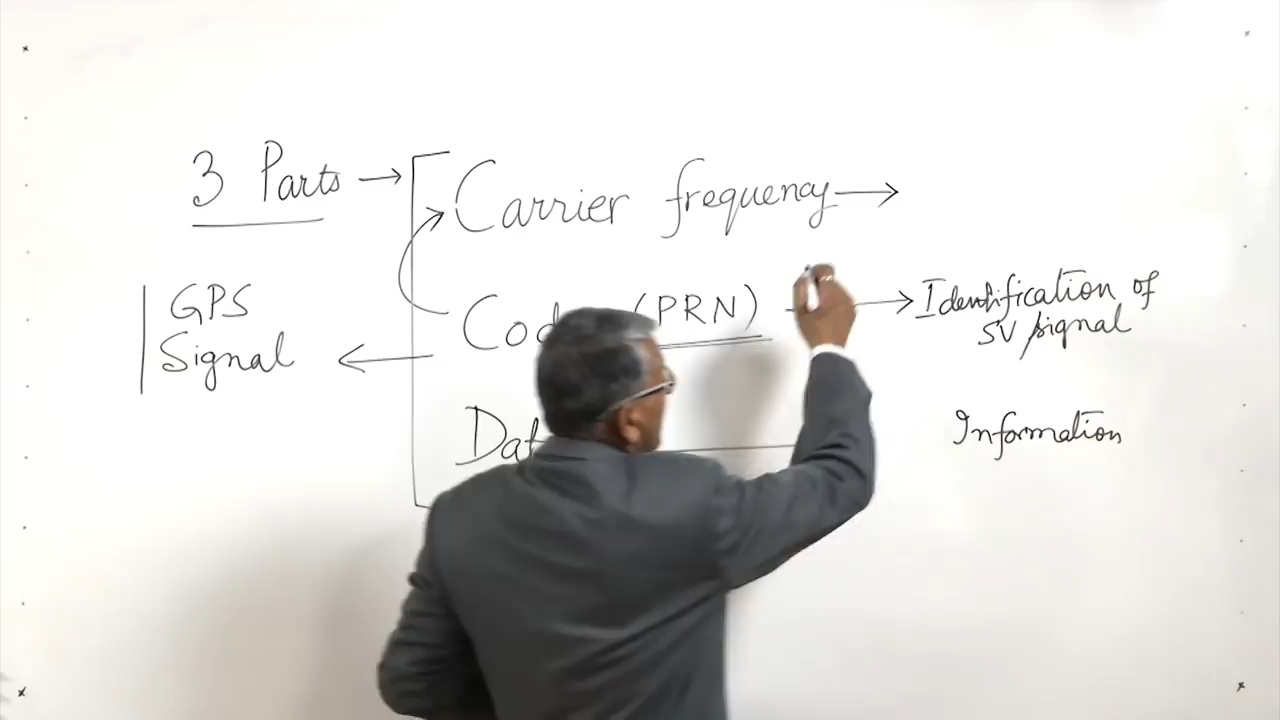 3 Parts → Carrier frequency →
GPS
Signal
(PRN) → Identification of
SV signal
Information